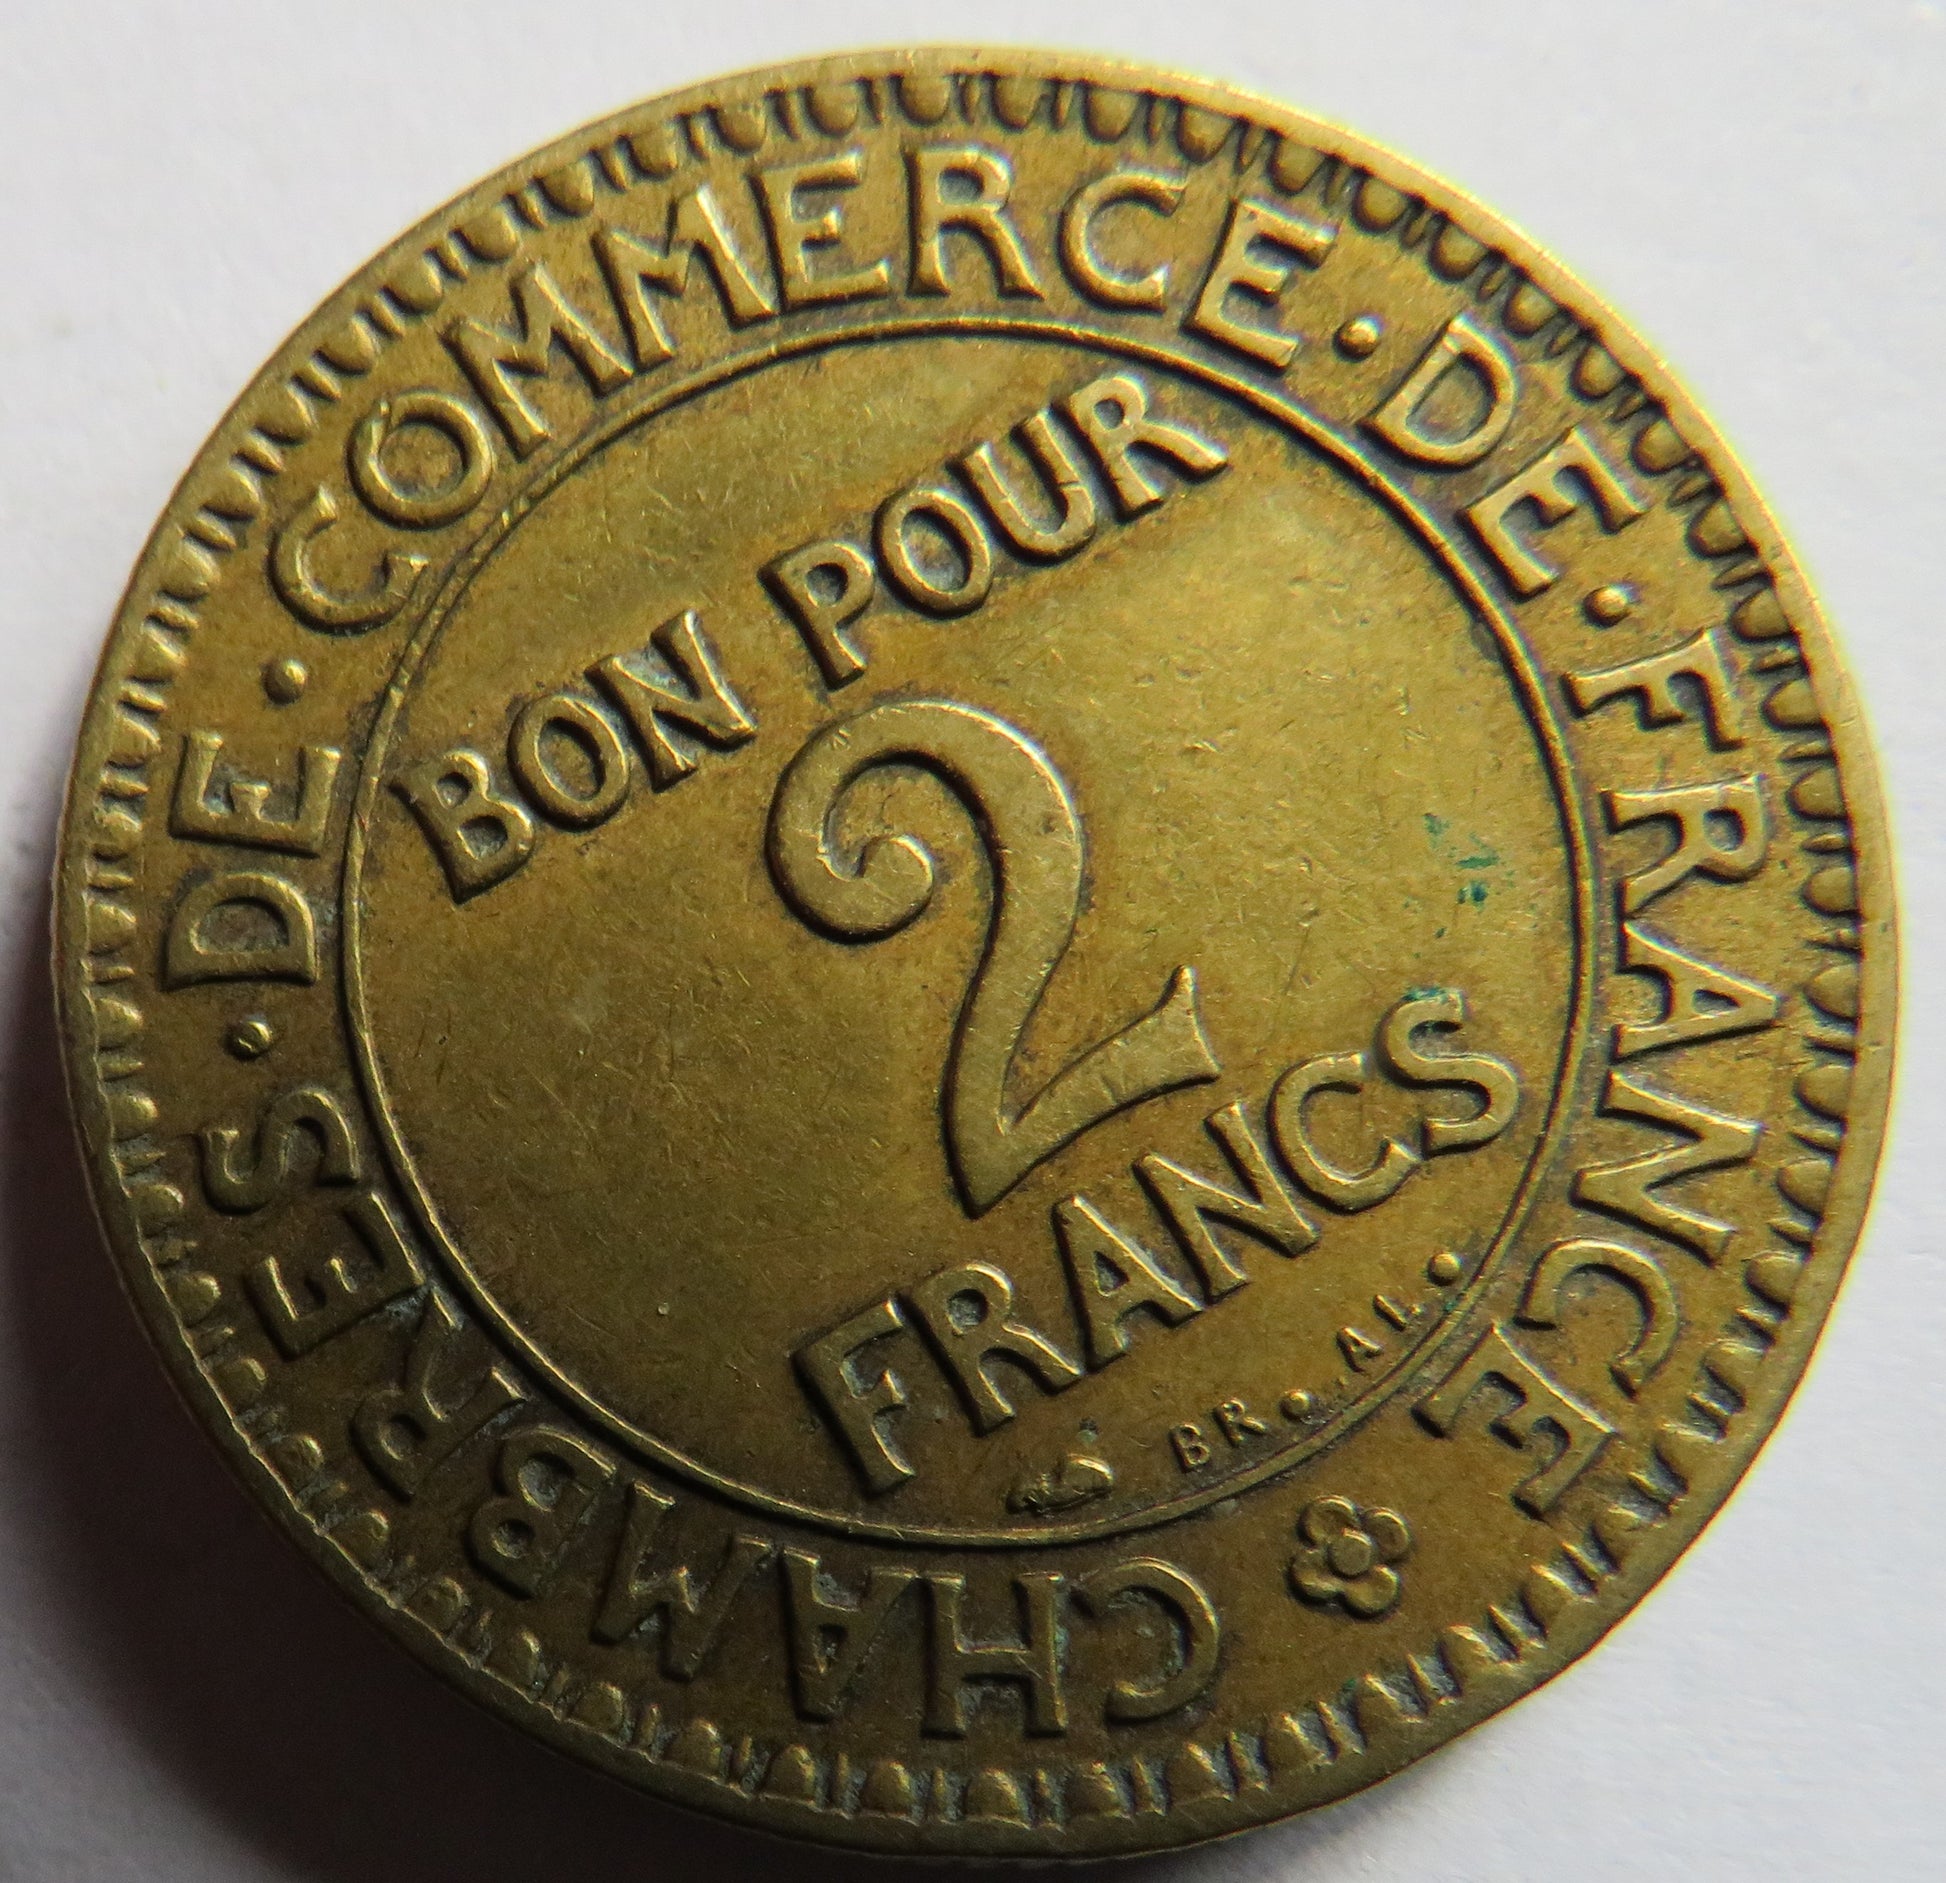 CHAMBRES · DE · COMMERCE · DE · FRANCE
BON POUR
2
FRANCS
BR. AL.